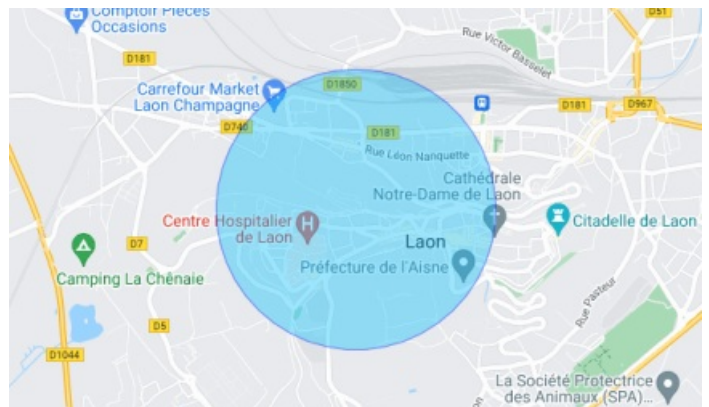 Comptoir Pièces
Occasions
D51
Rue Victor Basselet
D181
Carrefour Market
Laon Champagne
D1850
D181
D967
D740
D181
Rue Léon Nanquette
Cathédrale
Notre-Dame de Laon
Centre Hospitalier
de Laon
Citadelle de Laon
D7
Laon
Camping La Chênaie
Préfecture de l'Aisne
Rue Pasteur
D5
D1044
La Société Protectrice
des Animaux (SPA)...